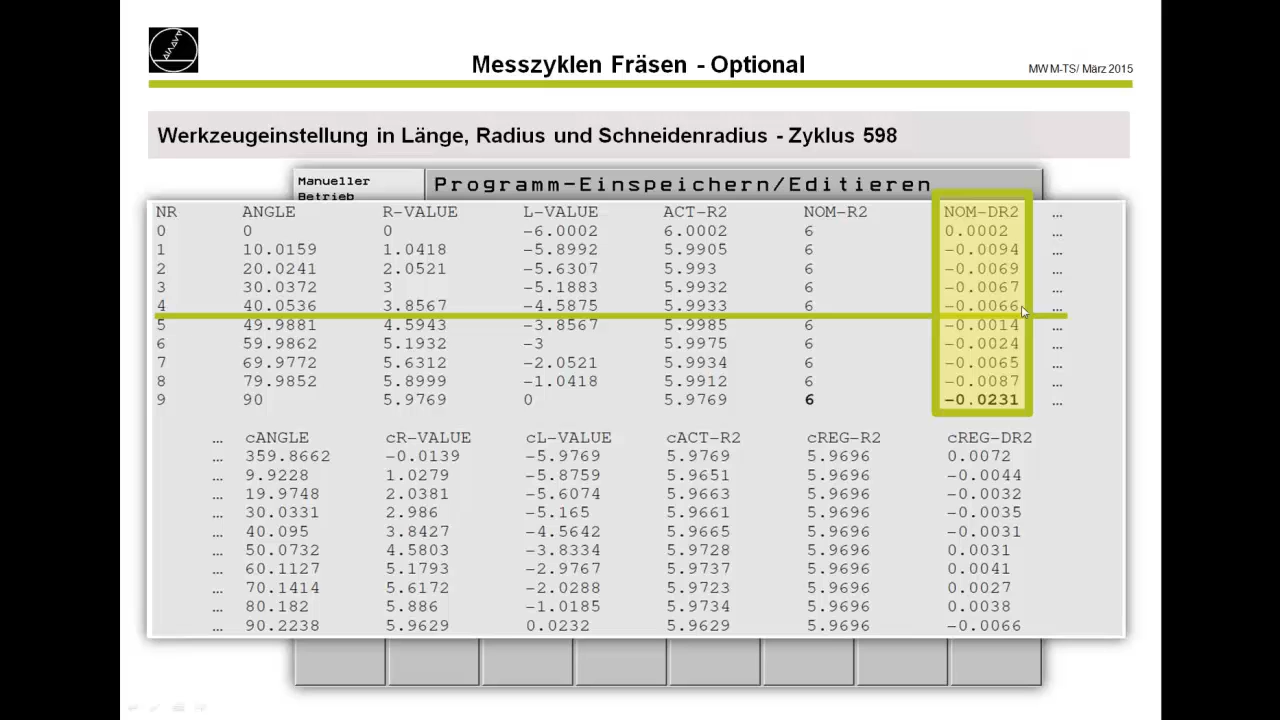 Messzyklen Fräsen - Optional
MWM-TS/ März 2015
Werkzeugeinstellung in Länge, Radius und Schneidenradius - Zyklus 598
Manueller Betrieb
Programm-Einspeichern/Editieren
NR ANGLE R-VALUE L-VALUE ACT-R2 NOM-R2 NOM-DR2 ...
0 0 0 -6.0002 6.0002 6 0.0002 ...
1 10.0159 1.0418 -5.8992 5.9905 6 -0.0094 ...
2 20.0241 2.0521 -5.6307 5.993 6 -0.0069 ...
3 30.0372 3 -5.1883 5.9932 6 -0.0067 ...
4 40.0536 3.8567 -4.5875 5.9933 6 -0.0066 ...
5 49.9881 4.5943 -3.8567 5.9985 6 -0.0014 ...
6 59.9862 5.1932 -3 5.9975 6 -0.0024 ...
7 69.9772 5.6312 -2.0521 5.9934 6 -0.0065 ...
8 79.9852 5.8999 -1.0418 5.9912 6 -0.0087 ...
9 90 5.9769 0 5.9769 6 -0.0231 ...
... cANGLE cR-VALUE cL-VALUE cACT-R2 cREG-R2 cREG-DR2
... 359.8662 -0.0139 -5.9769 5.9769 5.9696 0.0072
... 9.9228 1.0279 -5.8759 5.9651 5.9696 -0.0044
... 19.9748 2.0381 -5.6074 5.9663 5.9696 -0.0032
... 30.0331 2.986 -5.165 5.9661 5.9696 -0.0035
... 40.095 3.8427 -4.5642 5.9665 5.9696 -0.0031
... 50.0732 4.5803 -3.8334 5.9728 5.9696 0.0031
... 60.1127 5.1793 -2.9767 5.9737 5.9696 0.0041
... 70.1414 5.6172 -2.0288 5.9723 5.9696 0.0027
... 80.182 5.886 -1.0185 5.9734 5.9696 0.0038
... 90.2238 5.9629 0.0232 5.9629 5.9696 -0.0066